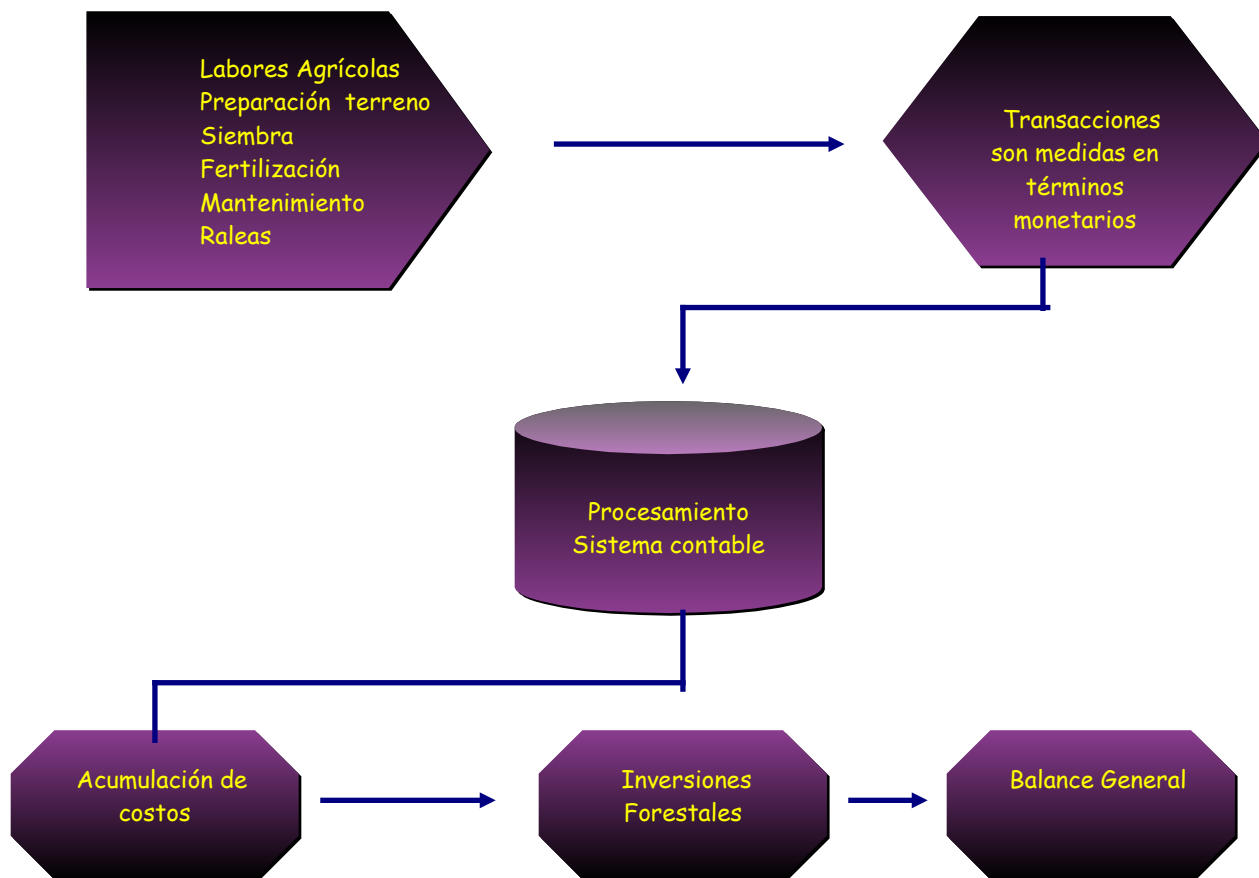 Labores Agrícolas
Preparación terreno
Siembra
Fertilización
Mantenimiento
Raleas
Transacciones
son medidas en
términos
monetarios
Procesamiento
Sistema contable
Acumulación de
costos
Inversiones
Forestales
Balance General